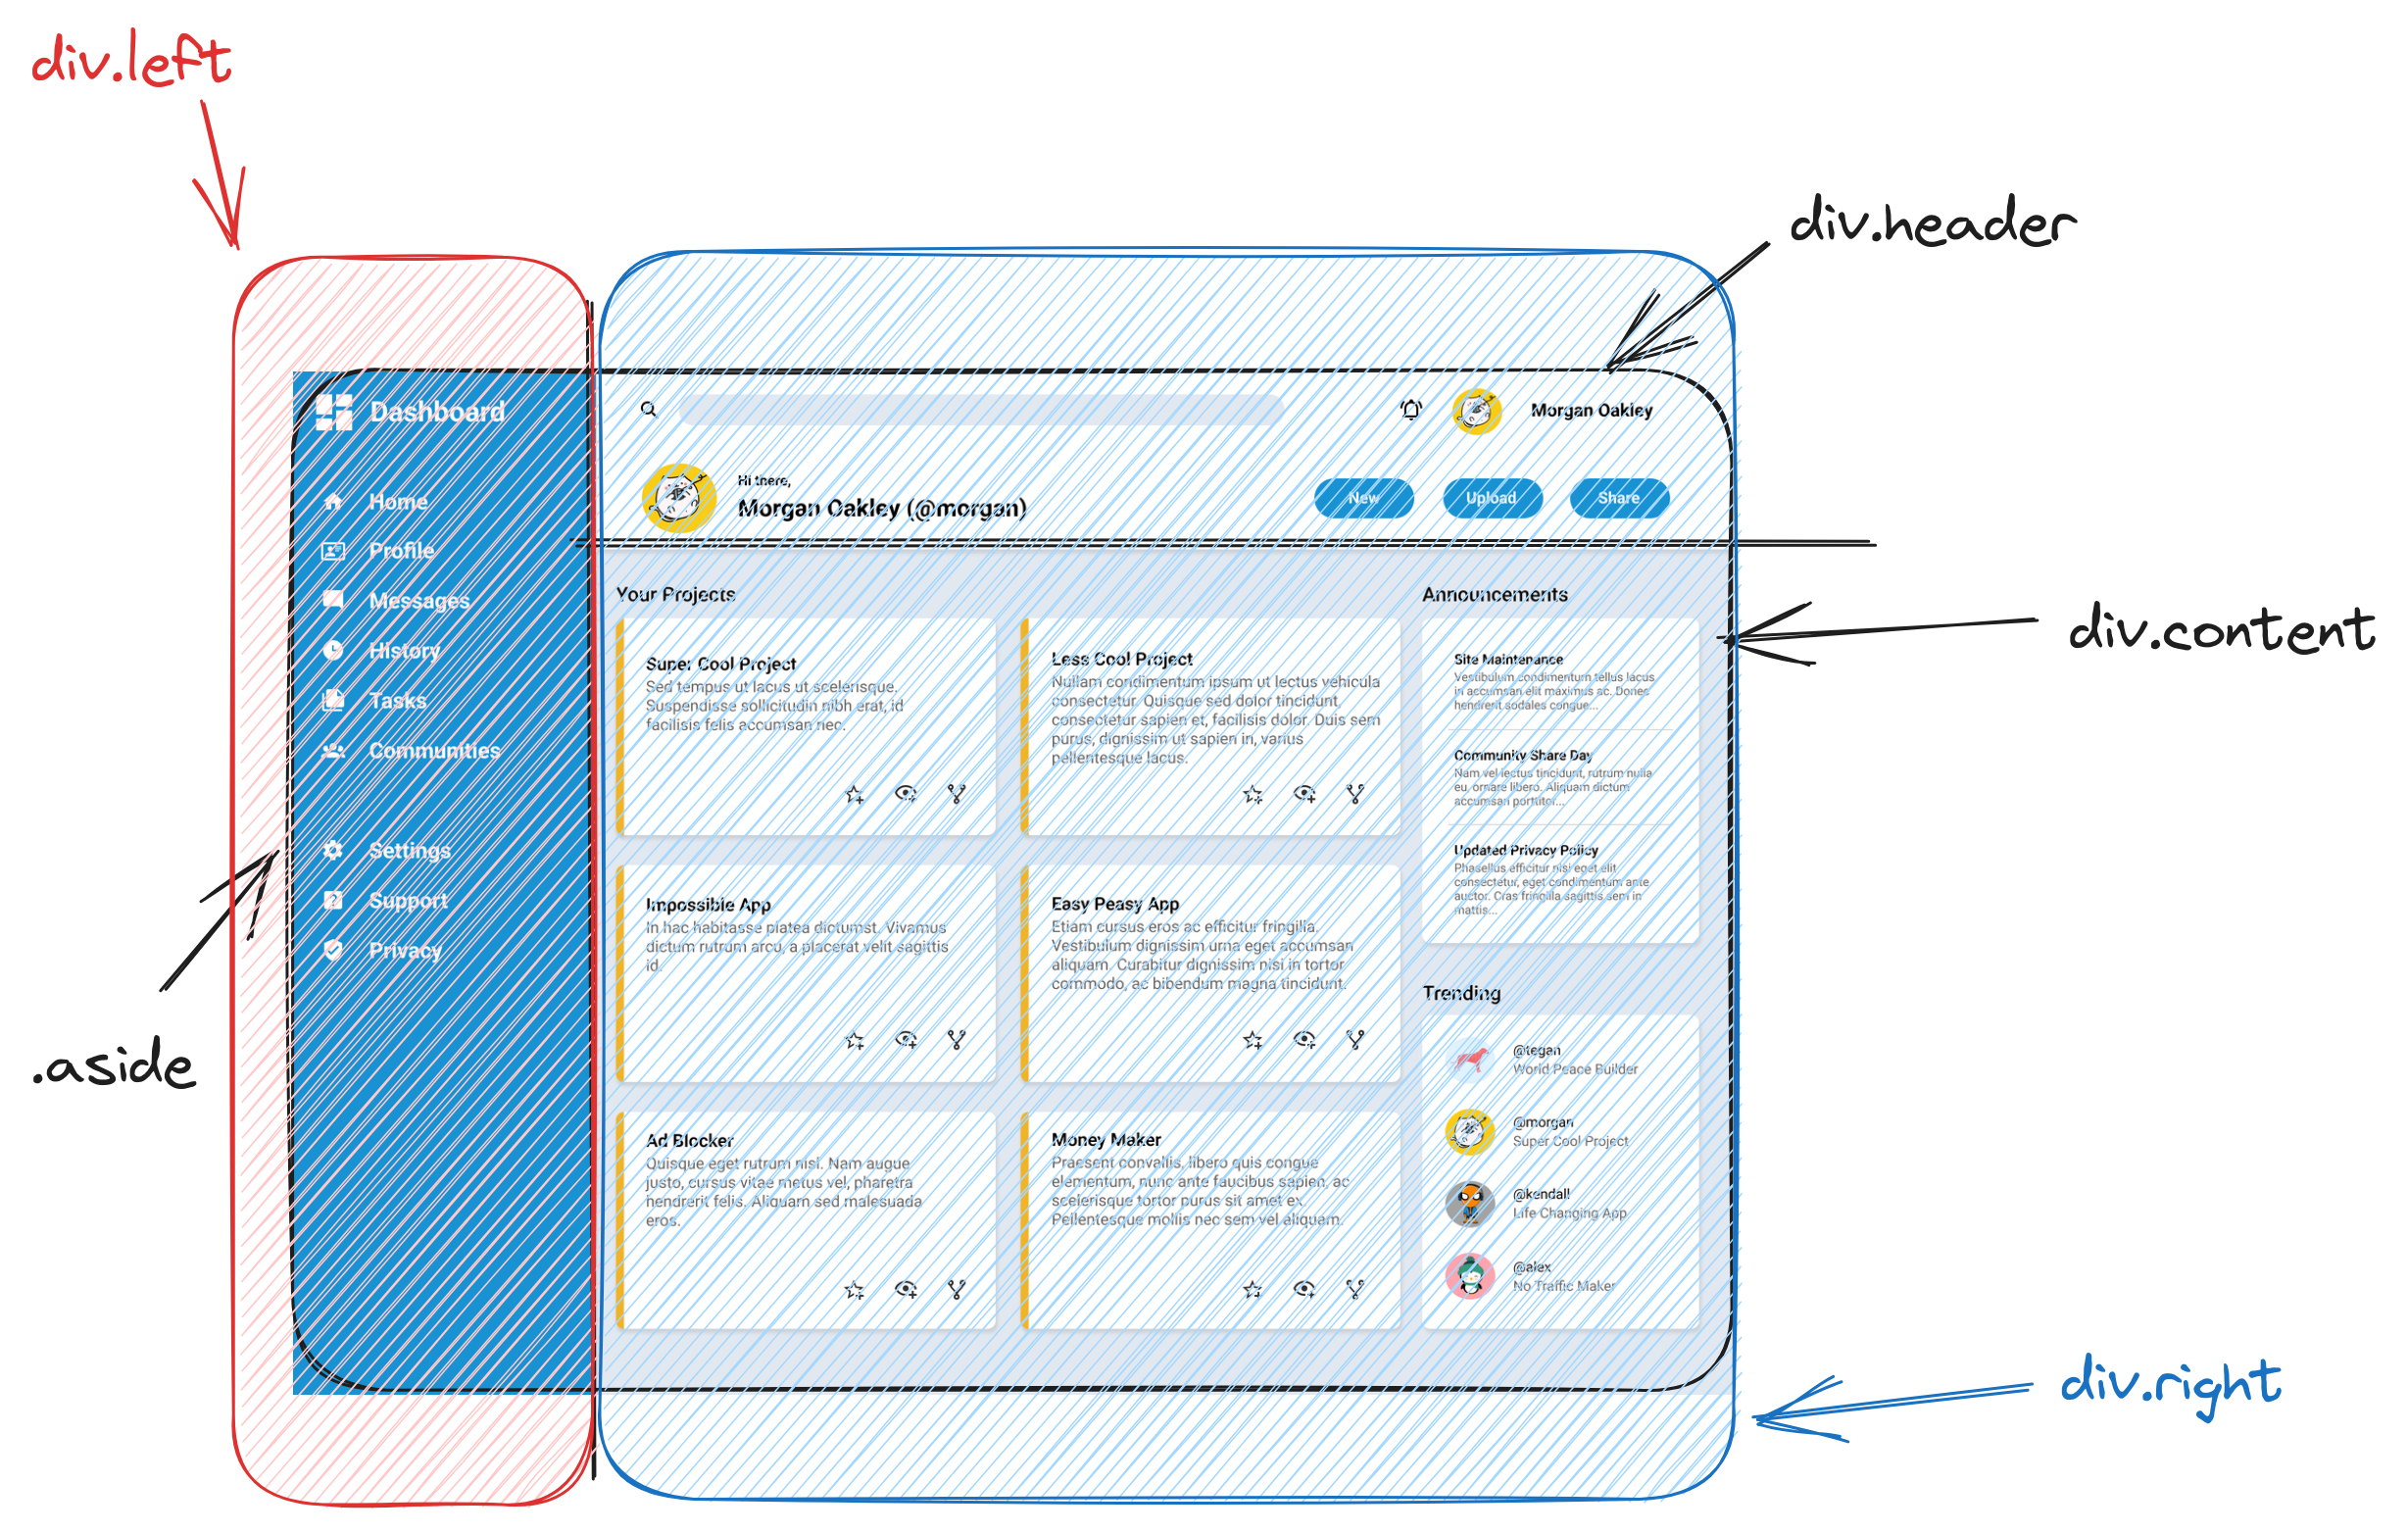 div.left
div.header
Dashboard
Morgan Oakley
Home
Profile
Messages
History
Tasks
Communities
Settings
Support
Privacy
.aside
Hi there,
Morgan Oakley (@morgan)
New
Upload
Share
Your Projects
Super Cool Project
Sed tempus ut lacus ut scelerisque.
Suspendisse sollicitudin nibh erat, id
facilisis felis accumsan nec.
Less Cool Project
Nullam condimentum ipsum ut lectus vehicula
consectetur. Quisque sed dolor tincidunt,
consectetur sapien et, facilisis dolor. Duis sem
purus, dignissim ut sapien in, varius
pellentesque lacus.
Impossible App
In hac habitasse platea dictumst. Vivamus
dictum rutrum arcu, a placerat velit sagittis
id.
Easy Peasy App
Etiam cursus eros ac efficitur fringilla.
Vestibulum dignissim urna eget accumsan
aliquam. Curabitur dignissim nisi in tortor
commodo, ac bibendum magna tincidunt.
Ad Blocker
Quisque eget rutrum nisl. Nam augue
justo, cursus vitae metus vel, pharetra
hendrerit felis. Aliquam sed malesuada
eros.
Money Maker
Praesent convallis, libero quis congue
elementum, nunc ante faucibus sapien, ac
scelerisque tortor purus sit amet ex.
Pellentesque mollis nec sem vel aliquam.
Announcements
Site Maintenance
Vestibulum condimentum tellus lacus
in accumsan elit maximus ac. Donec
hendrerit sodales congue...
Community Share Day
Nam vel lectus tincidunt, rutrum nulla
eu, ornare libero. Aliquam dictum
accumsan porttitor...
Updated Privacy Policy
Phasellus efficitur nisl eget elit
consectetur, eget condimentum ante
auctor. Cras fringilla sagittis sem in
mattis...
Trending
@tegan
World Peace Builder
@morgan
Super Cool Project
@kendall
Life Changing App
@alex
No Traffic Maker
div.content
div.right